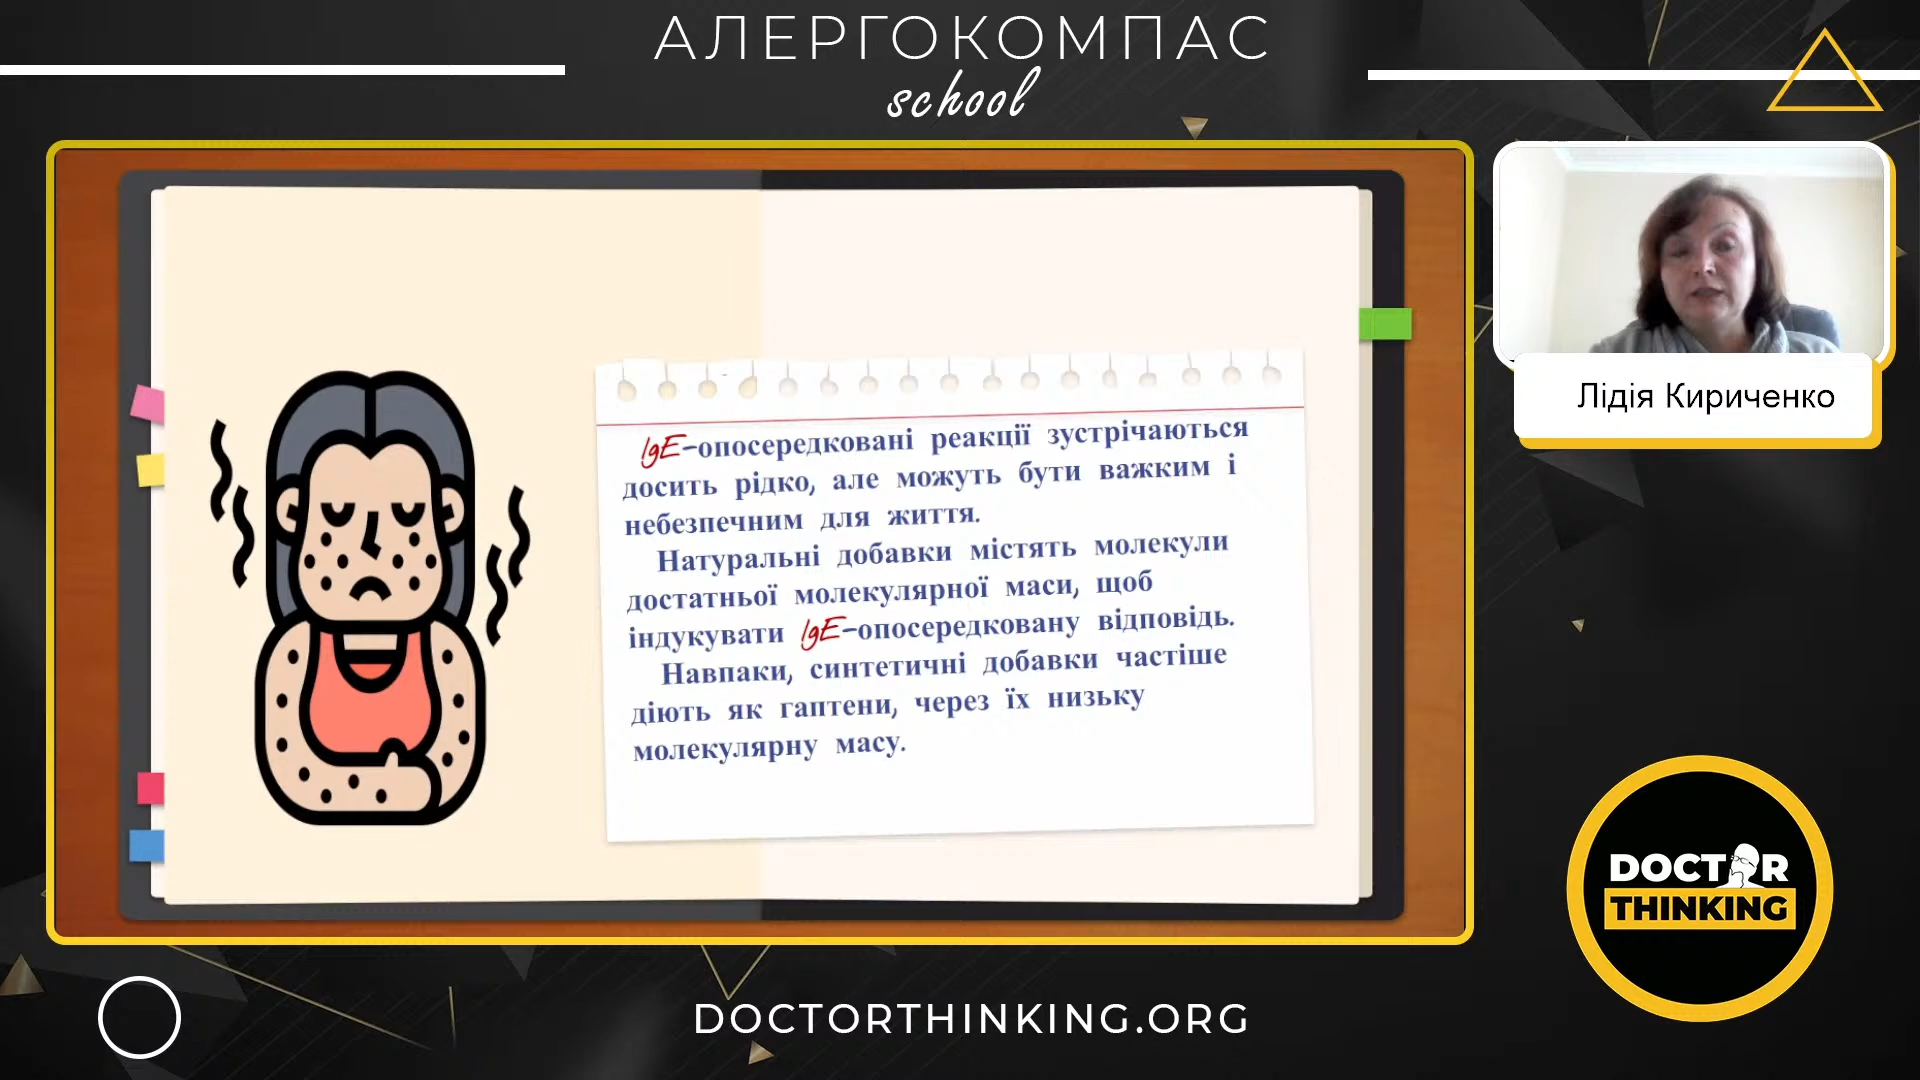 АЛЕРГОКОМПАС
school
IgE-опосередковані реакції зустрічаються
досить рідко, але можуть бути важким і
небезпечним для життя.
Натуральні добавки містять молекули
достатньої молекулярної маси, щоб
індукувати IgE-опосередковану відповідь.
Навпаки, синтетичні добавки частіше
діють як гаптени, через їх низьку
молекулярну масу.
Лідія Кириченко
DOCTOR
THINKING
DOCTORTHINKING.ORG